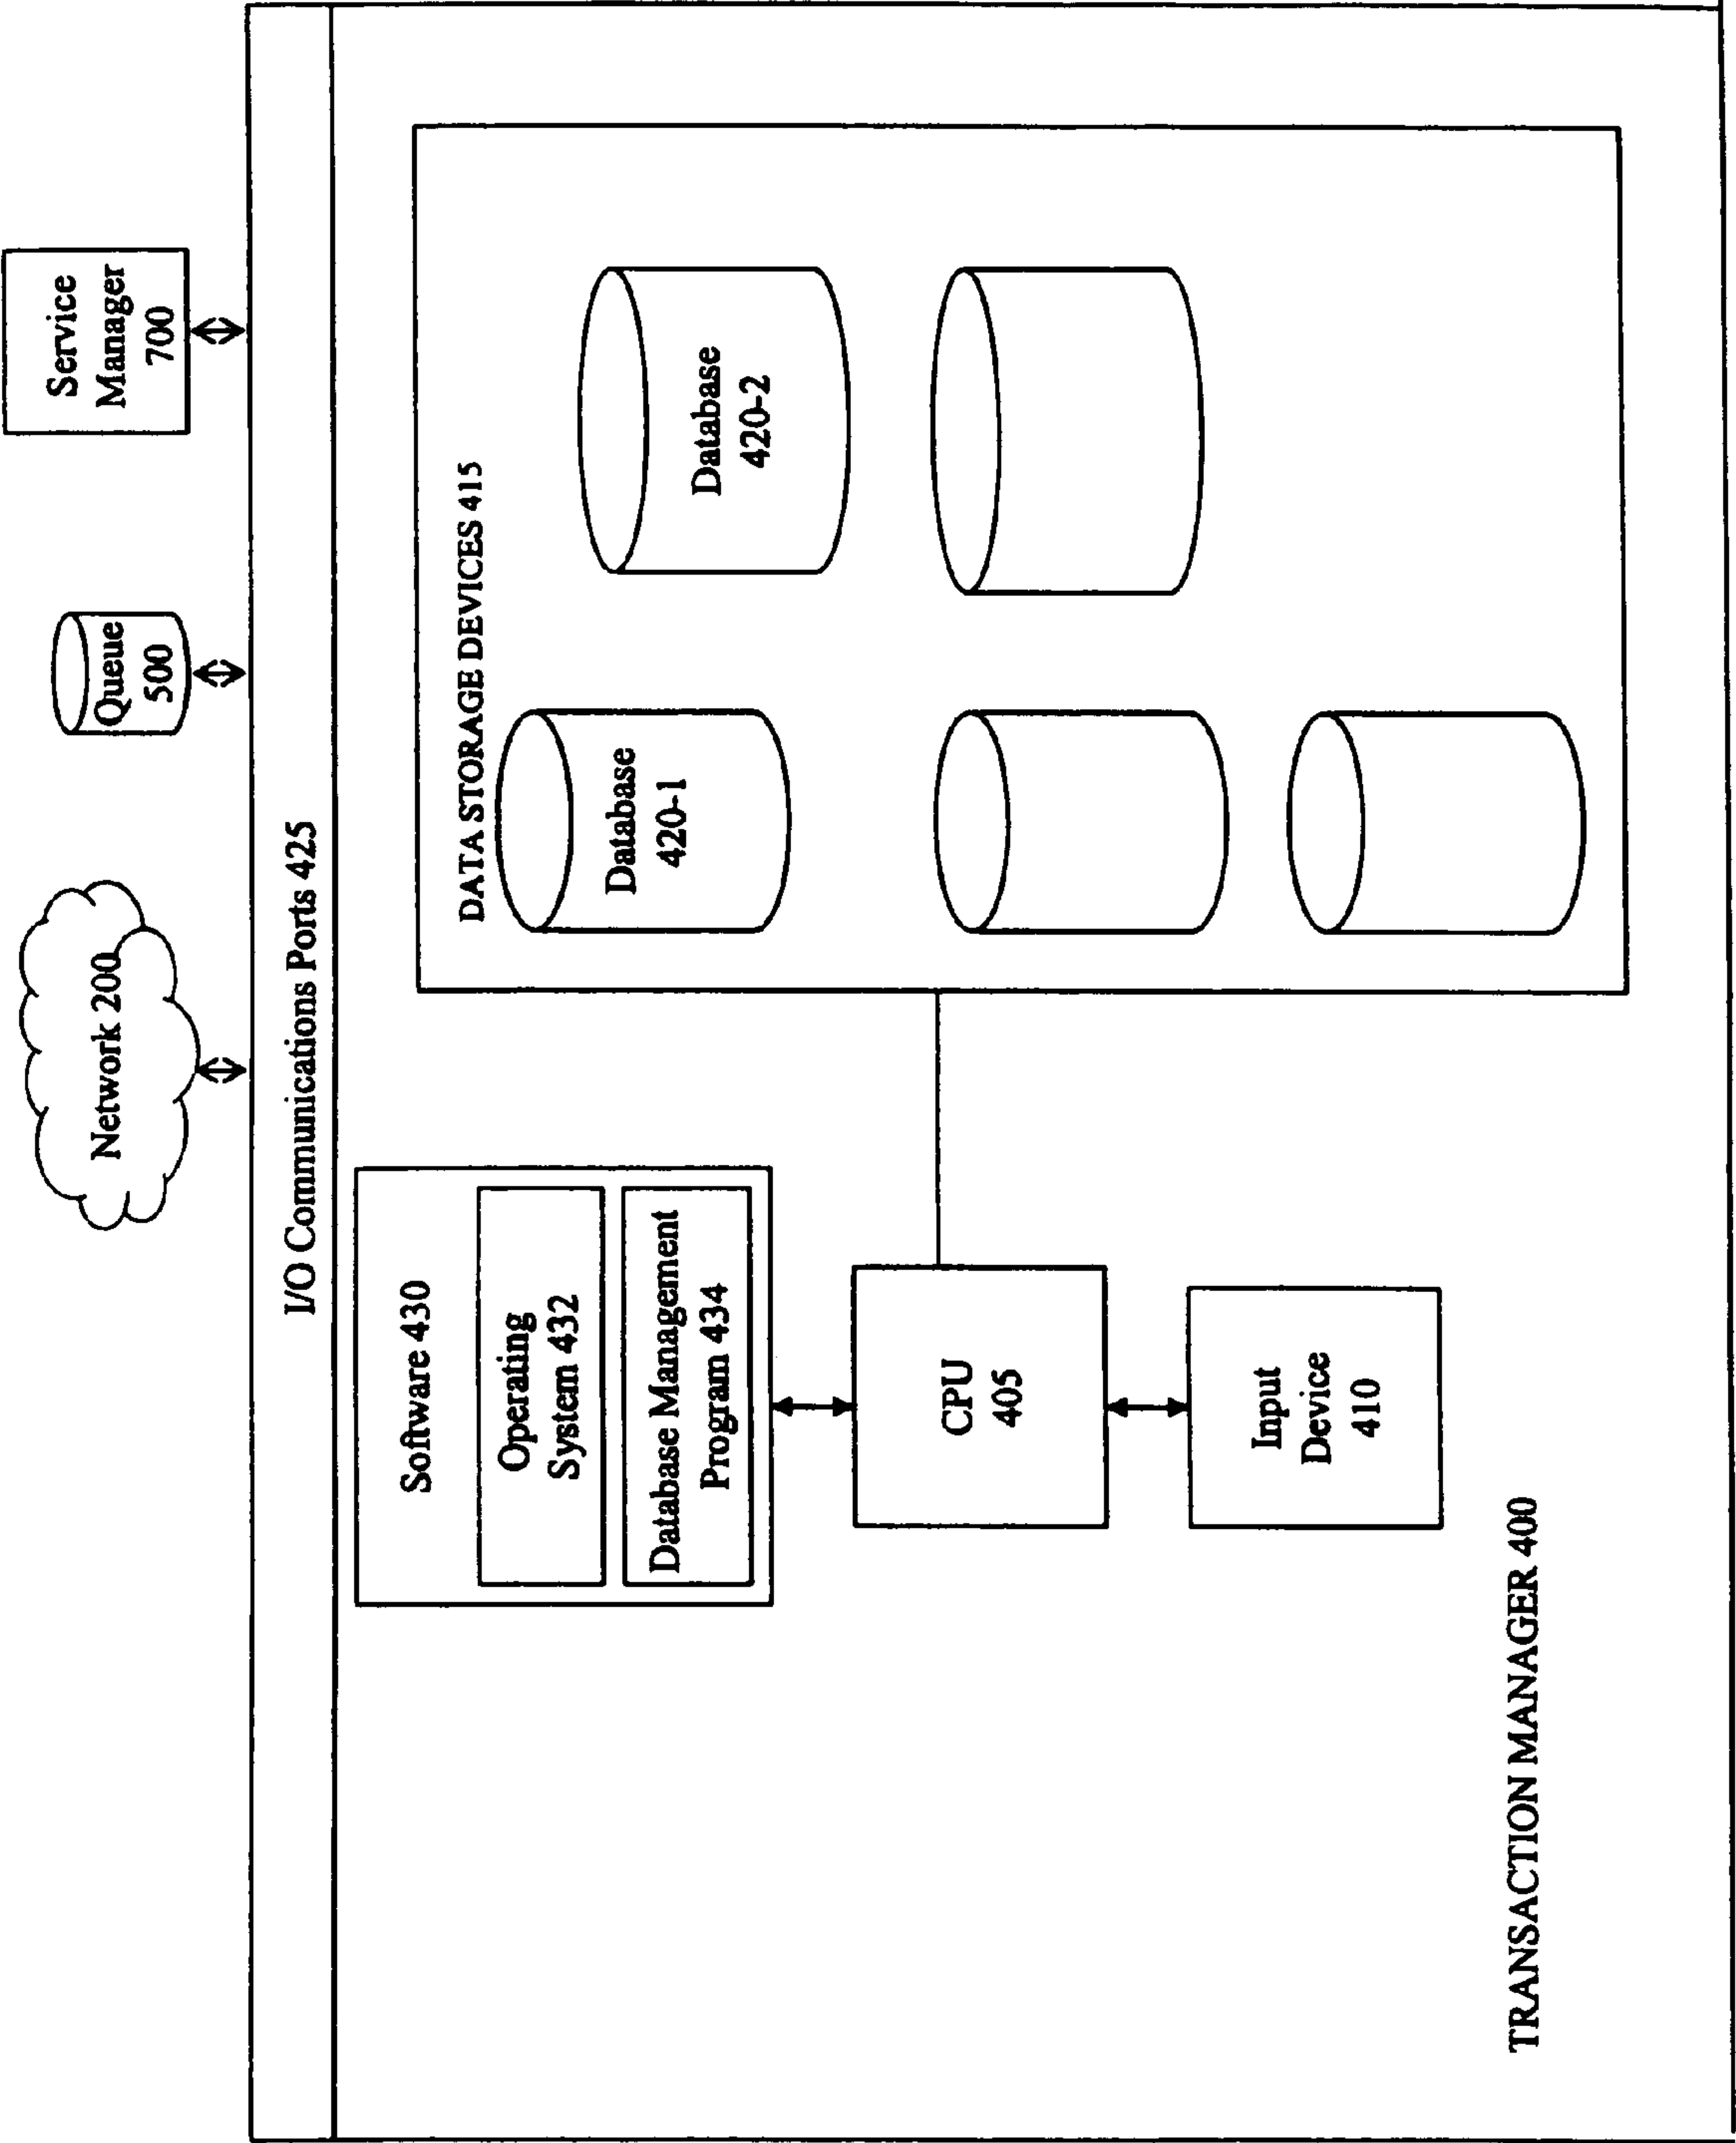 Network 200
Queue
500
Service
Manager
700
I/O Communications Ports 425
Software 430
Operating
System 432
Database Management
Program 434
CPU
405
Input
Device
410
DATA STORAGE DEVICES 415
Database
420-1
Database
420-2
TRANSACTION MANAGER 400